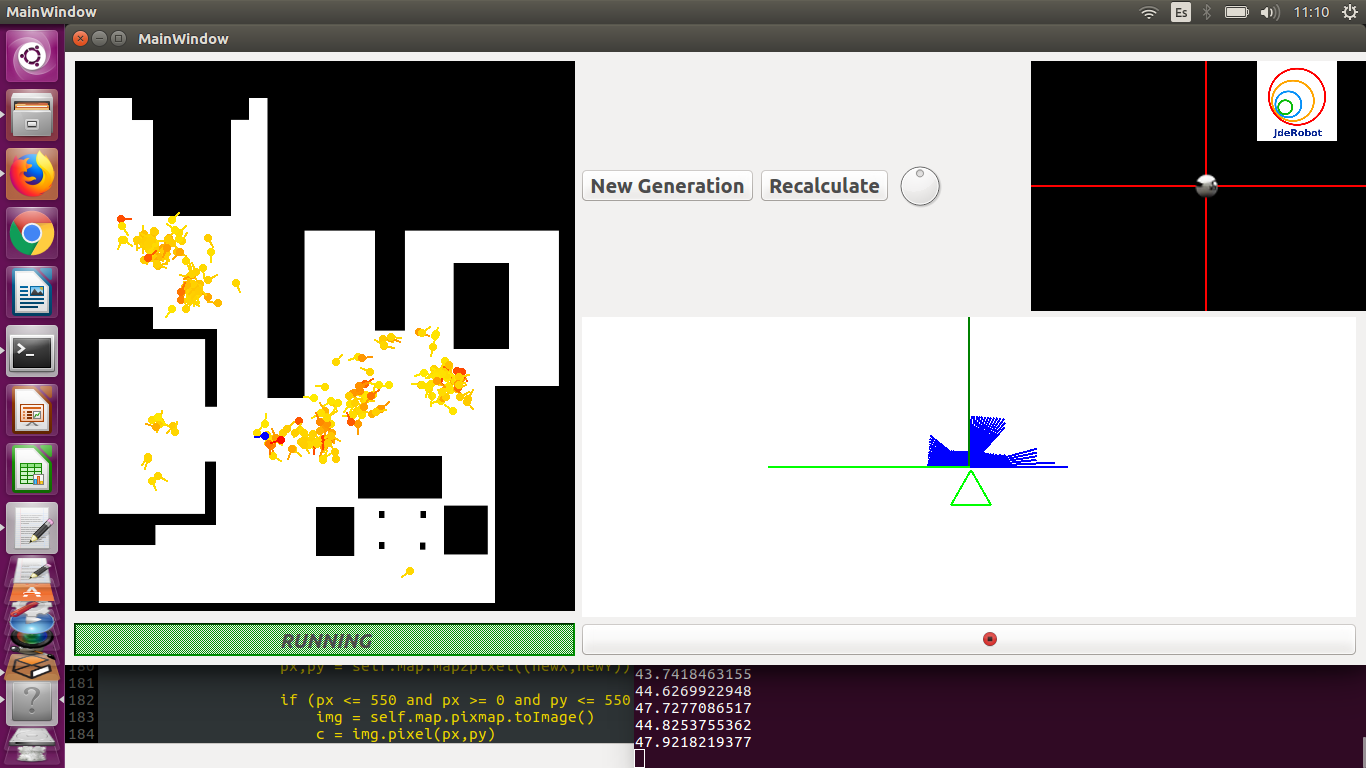 MainWindow
Es
11:10
MainWindow
New Generation
Recalculate
JdeRobot
RUNNING
180 px,py = self.map.map2pixel((newX,newY))
181
182 if (px <= 550 and px >= 0 and py <= 550
183 img = self.map.pixmap.toImage()
184 c = img.pixel(px,py)
43.7418463155
44.6269922948
47.7277086517
44.8253755362
47.9218219377